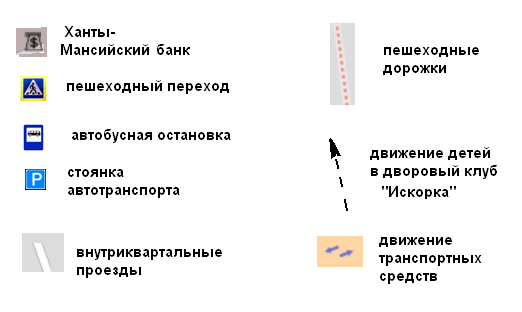 Ханты-
Мансийский банк
пешеходный переход
автобусная остановка
P
стоянка
автотранспорта
внутриквартальные
проезды
пешеходные
дорожки
движение детей
в дворовый клуб
"Искорка"
движение
транспортных
средств